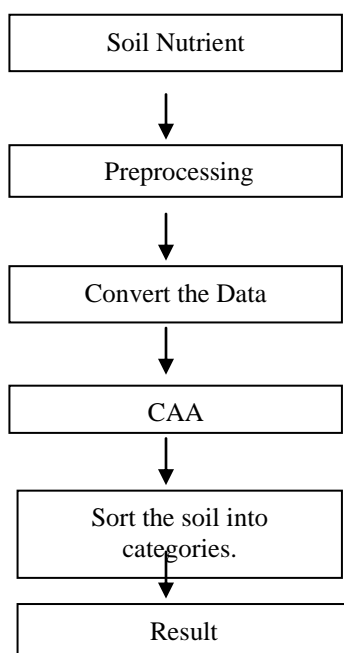 Soil Nutrient
Preprocessing
Convert the Data
CAA
Sort the soil into
categories.
Result